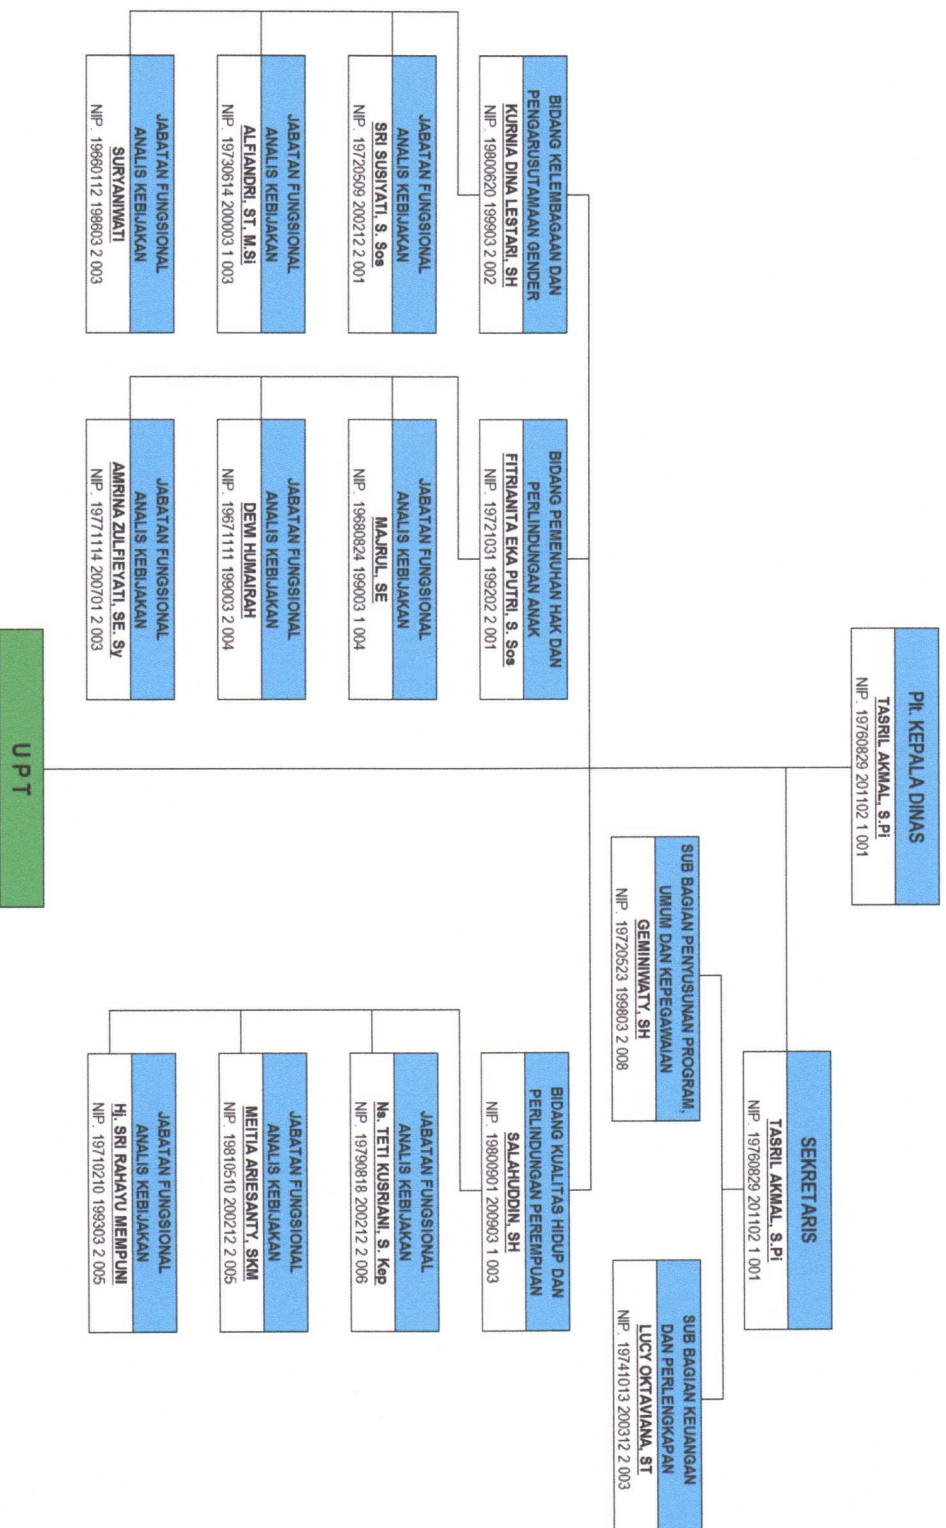 Plt. KEPALA DINAS
TASRIL AKMAL, S.Pi
NIP. 19760829 201102 1 001
SEKRETARIS
TASRIL AKMAL, S.Pi
NIP. 19760829 201102 1 001
SUB BAGIAN PENYUSUNAN PROGRAM,
UMUM DAN KEPEGAWAIAN
GEMINIWATY, SH
NIP. 19720523 199803 2 008
SUB BAGIAN KEUANGAN
DAN PERLENGKAPAN
LUCY OKTAVIANA, ST
NIP. 19741013 200312 2 003
BIDANG KELEMBAGAAN DAN
PENGARUSUTAMAAN GENDER
KURNIA DINA LESTARI, SH
NIP. 19800620 199903 2 002
JABATAN FUNGSIONAL
ANALIS KEBIJAKAN
SRI SUSIYATI, S. Sos
NIP. 19720509 200212 2 001
JABATAN FUNGSIONAL
ANALIS KEBIJAKAN
ALFIANDRI, ST, M.Si
NIP. 19730614 200003 1 003
JABATAN FUNGSIONAL
ANALIS KEBIJAKAN
SURYANIWATI
NIP. 19660112 198603 2 003
BIDANG PEMENUHAN HAK DAN
PERLINDUNGAN ANAK
FITRIANITA EKA PUTRI, S. Sos
NIP. 19721031 199202 2 001
JABATAN FUNGSIONAL
ANALIS KEBIJAKAN
MAJRUL, SE
NIP. 19680824 199003 1 004
JABATAN FUNGSIONAL
ANALIS KEBIJAKAN
DEWI HUMAIRAH
NIP. 19671111 199003 2 004
JABATAN FUNGSIONAL
ANALIS KEBIJAKAN
AMRINA ZULFIEYATI, SE. Sy
NIP. 19771114 200701 2 003
BIDANG KUALITAS HIDUP DAN
PERLINDUNGAN PEREMPUAN
SALAHUDDIN, SH
NIP. 19800901 200903 1 003
JABATAN FUNGSIONAL
ANALIS KEBIJAKAN
Ns. TETI KUSRIANI, S. Kep
NIP. 19790818 200212 2 006
JABATAN FUNGSIONAL
ANALIS KEBIJAKAN
MEITIA ARIESANTY, SKM
NIP. 19810510 200212 2 005
JABATAN FUNGSIONAL
ANALIS KEBIJAKAN
Hj. SRI RAHAYU MEMPUNI
NIP. 19710210 199303 2 005
U P T